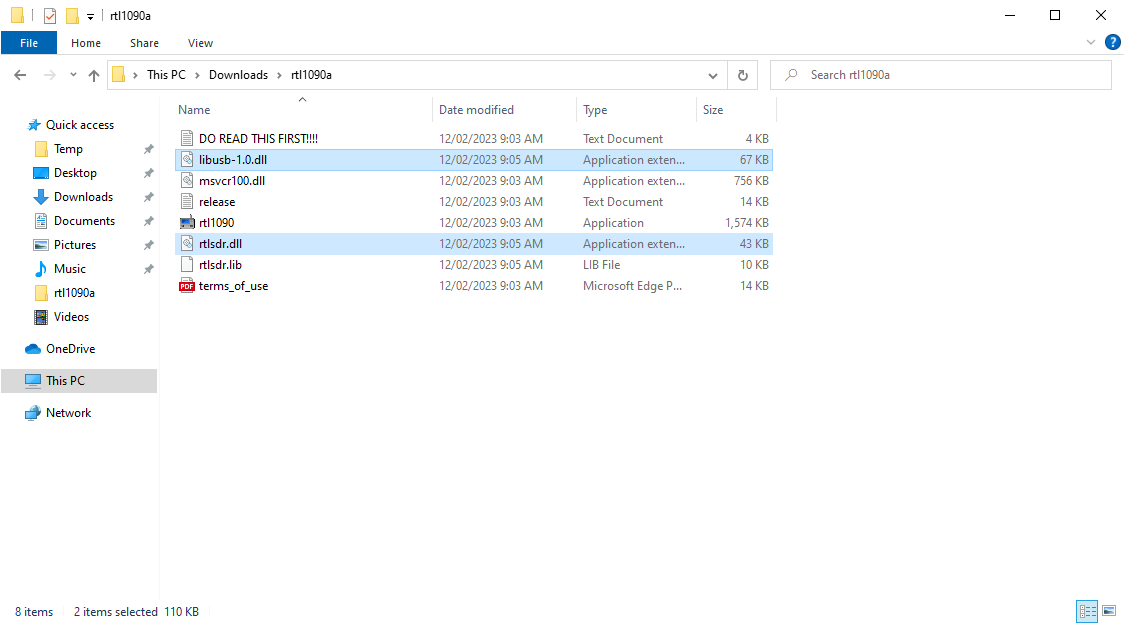 rtl1090a
File Home Share View
This PC Downloads rtl1090a Search rtl1090a
Name Date modified Type Size
Quick access
Temp
Desktop
Downloads
Documents
Pictures
Music
rtl1090a
Videos
OneDrive
This PC
Network
DO READ THIS FIRST!!!! 12/02/2023 9:03 AM Text Document 4 KB
libusb-1.0.dll 12/02/2023 9:05 AM Application exten... 67 KB
msvcr100.dll 12/02/2023 9:03 AM Application exten... 756 KB
release 12/02/2023 9:03 AM Text Document 14 KB
rtl1090 12/02/2023 9:03 AM Application 1,574 KB
rtlsdr.dll 12/02/2023 9:05 AM Application exten... 43 KB
rtlsdr.lib 12/02/2023 9:05 AM LIB File 10 KB
PDF terms_of_use 12/02/2023 9:03 AM Microsoft Edge P... 14 KB
8 items 2 items selected 110 KB